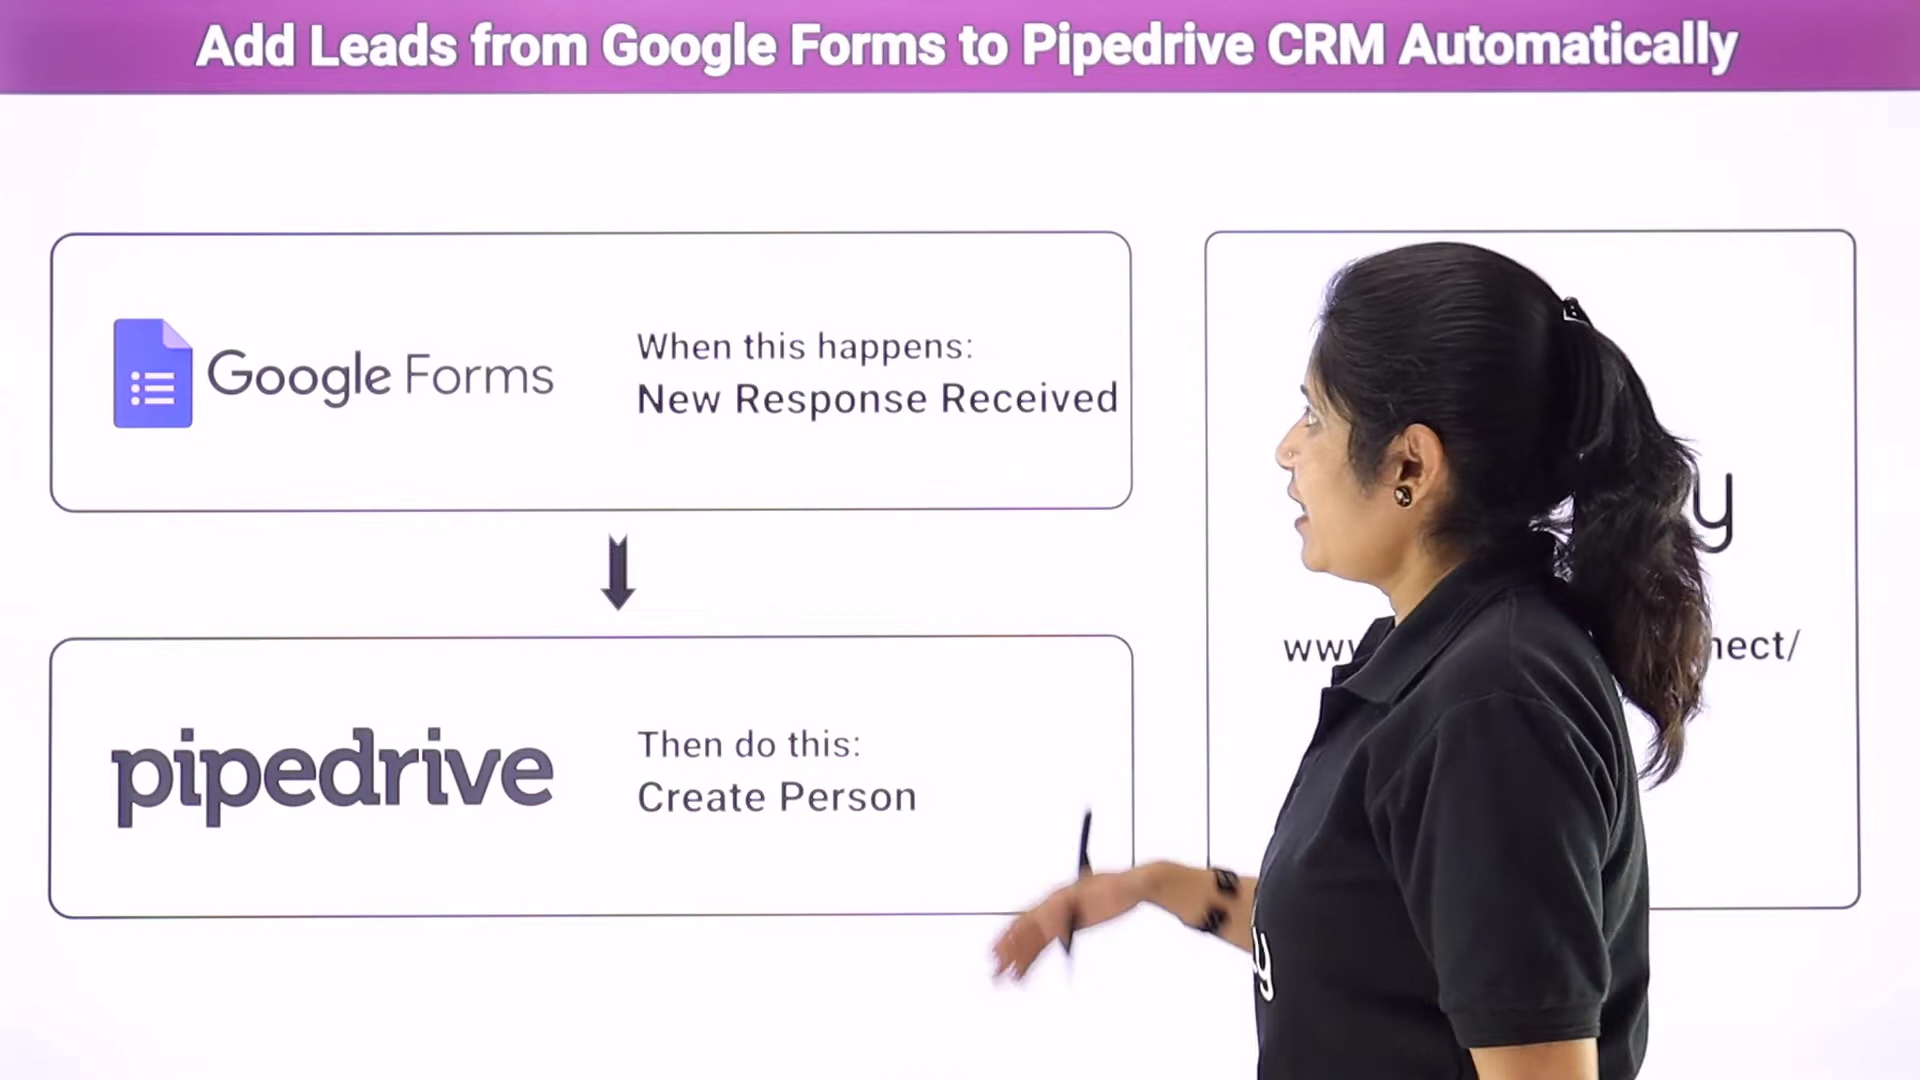 Add Leads from Google Forms to Pipedrive CRM Automatically
Google Forms
When this happens:
New Response Received
pipedrive
Then do this:
Create Person